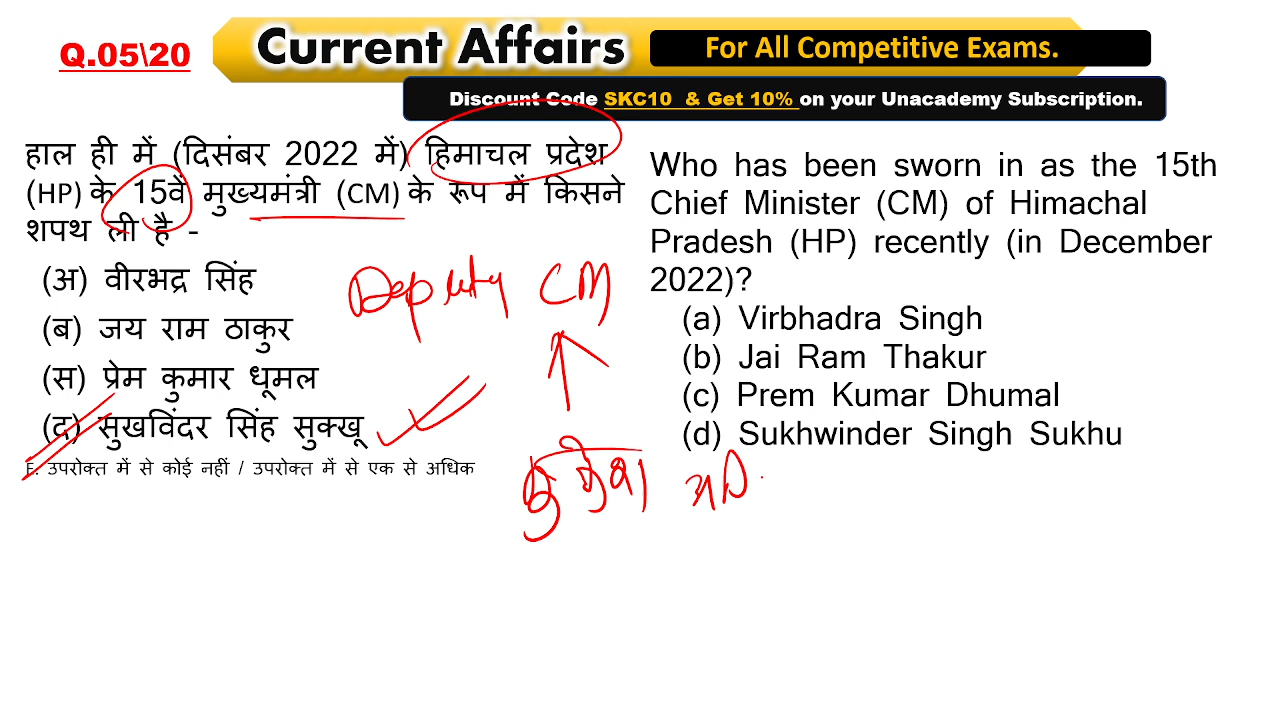 Q.05\20
Current Affairs
For All Competitive Exams.
Discount Code SKC10 & Get 10% on your Unacademy Subscription.
हाल ही में (दिसंबर 2022 में) हिमाचल प्रदेश
(HP) के 15वें मुख्यमंत्री (CM) के रूप में किसने
शपथ ली है -
(अ) वीरभद्र सिंह
(ब) जय राम ठाकुर
(स) प्रेम कुमार धूमल
(द) सुखविंदर सिंह सुक्खू
E. उपरोक्त में से कोई नहीं / उपरोक्त में से एक से अधिक
Deputy CM
Who has been sworn in as the 15th
Chief Minister (CM) of Himachal
Pradesh (HP) recently (in December
2022)?
(a) Virbhadra Singh
(b) Jai Ram Thakur
(c) Prem Kumar Dhumal
(d) Sukhwinder Singh Sukhu